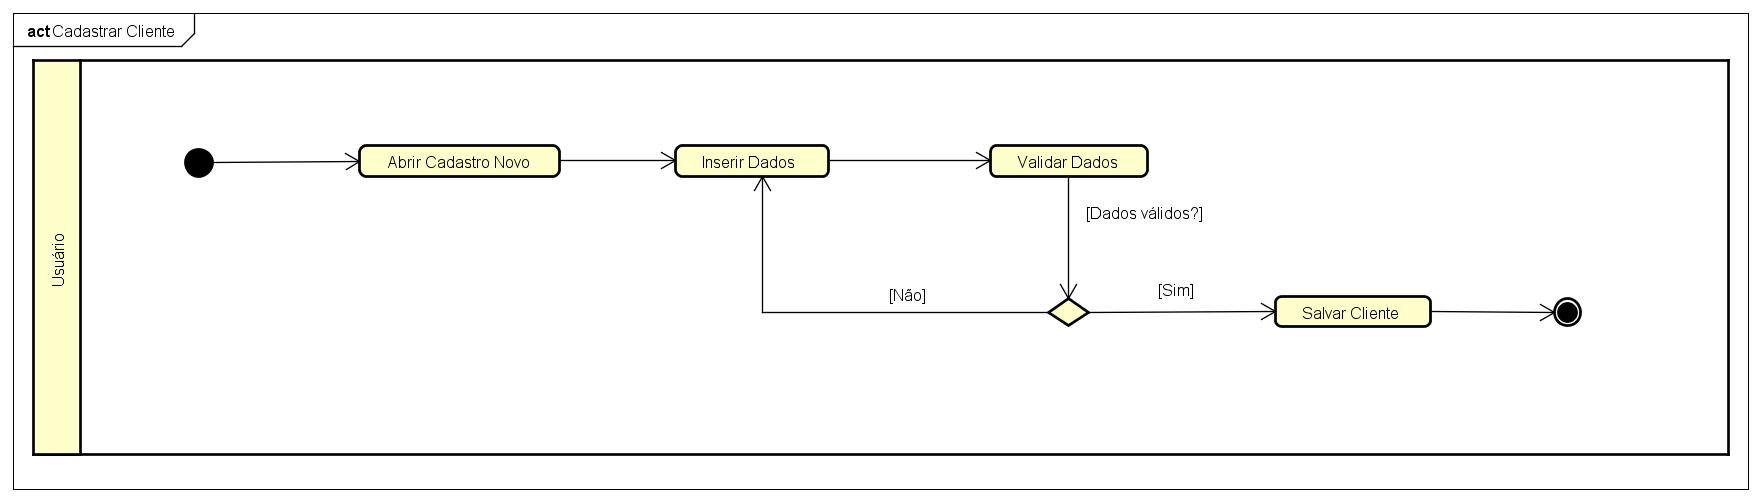 act Cadastrar Cliente
Usuário
Abrir Cadastro Novo
Inserir Dados
Validar Dados
[Dados válidos?]
[Não]
[Sim]
Salvar Cliente